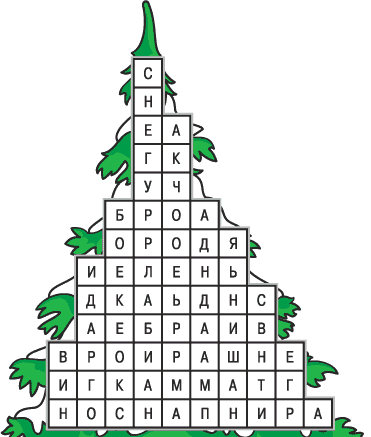 С
Н
Е А
Г К
У Ч
Б Р О А
О Р О Д Я
И Е Л Е Н Ь
Д К А Ь Д Н С
А Е Б Р А И В
В Р О И Р А Ш Н Е
И Г К А М М А Т Г
Н О С Н А П Н И Р А